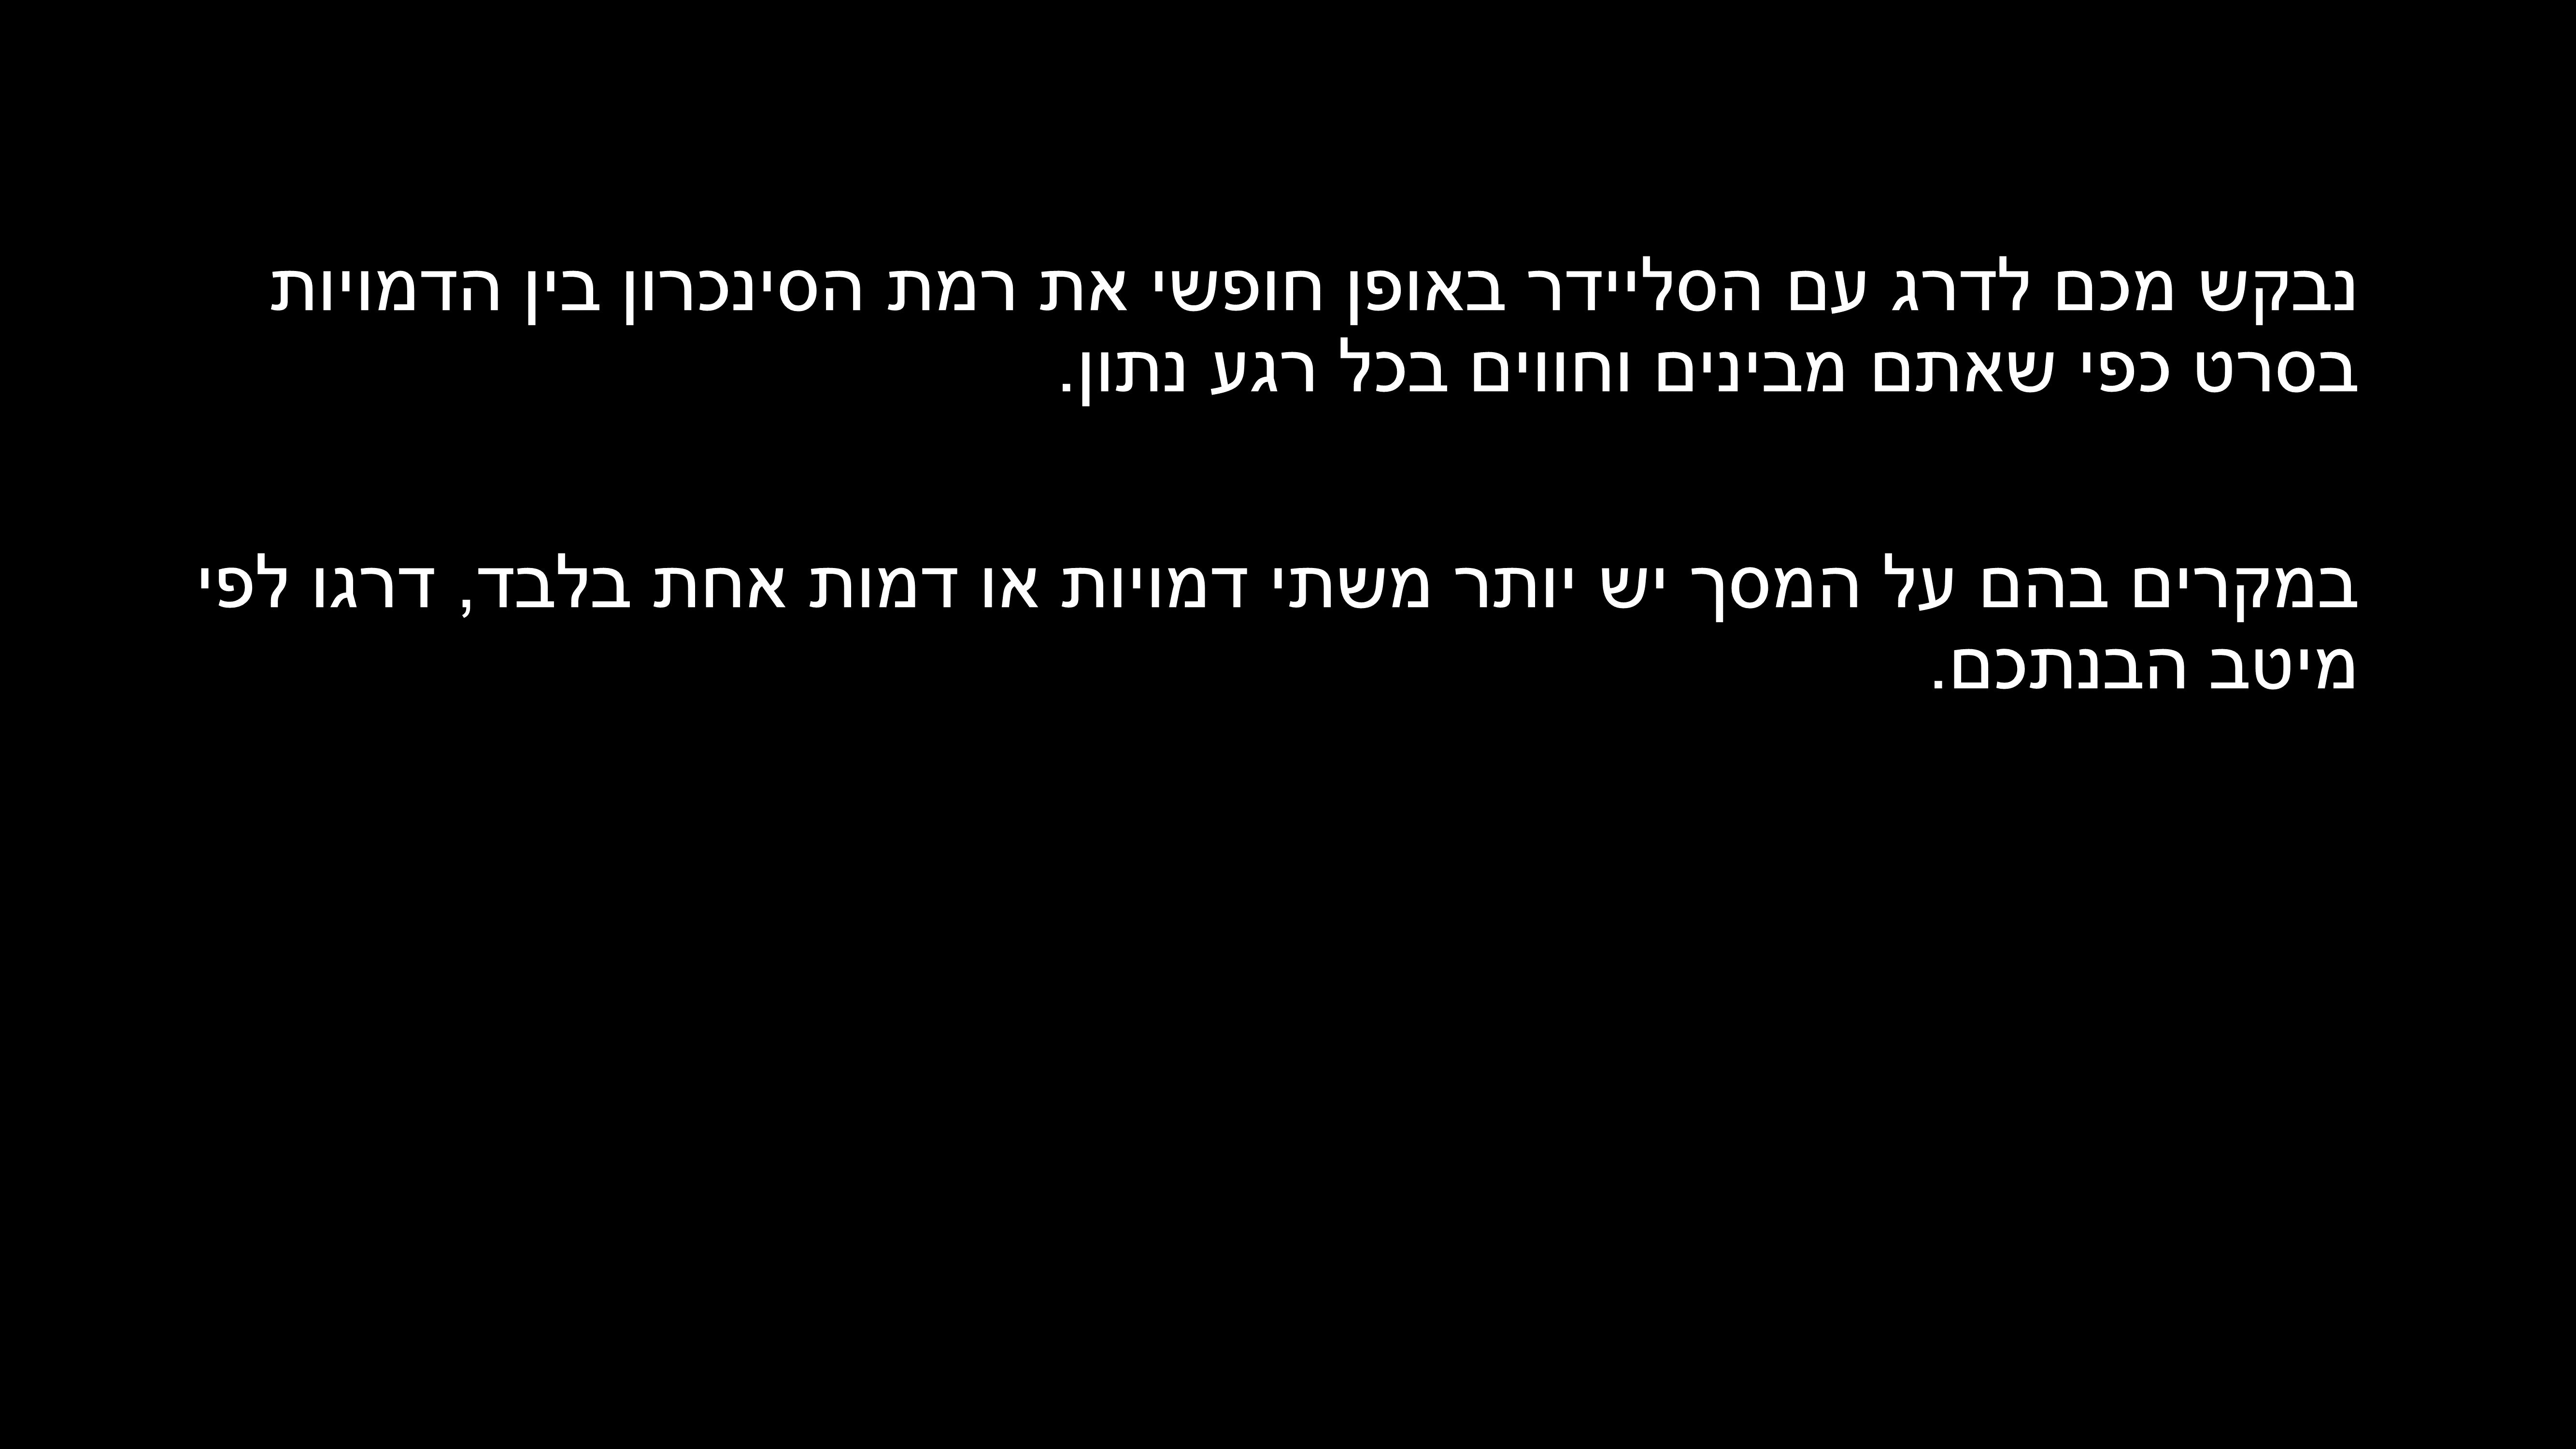 נבקש מכם לדרג עם הסליידר באופן חופשי את רמת הסינכרון בין הדמויות
בסרט כפי שאתם מבינים וחווים בכל רגע נתון.
במקרים בהם על המסך יש יותר משתי דמויות או דמות אחת בלבד, דרגו לפי
מיטב הבנתכם.